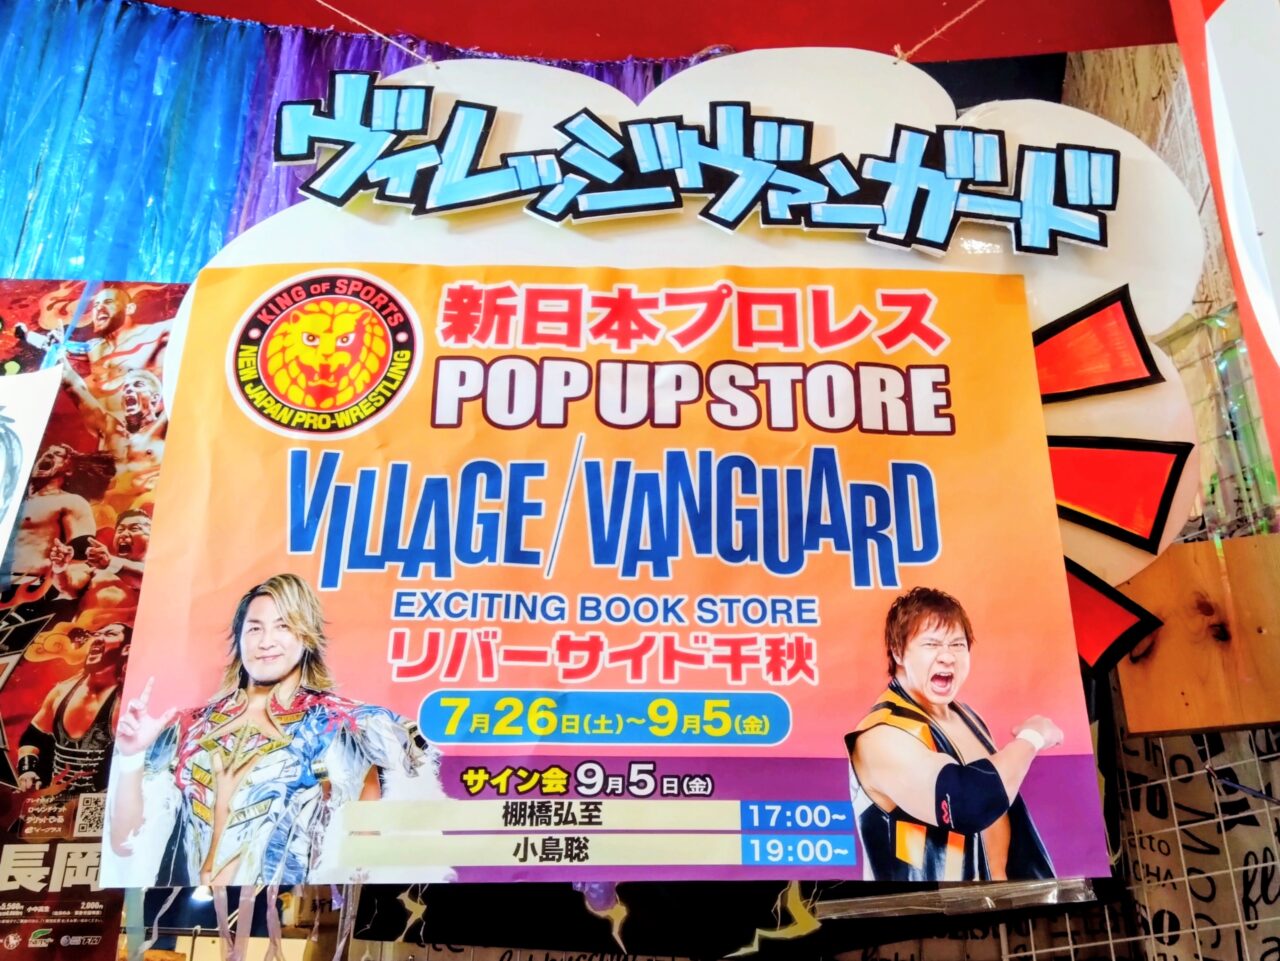 ヴィレッジヴァンガード
KING OF SPORTS
NEW JAPAN PRO-WRESTLING
新日本プロレス
POP UP STORE
VILLAGE/VANGUARD
EXCITING BOOK STORE
リバーサイド千秋
7月26日(土)~9月5(金)
サイン会 9月5日(金)
棚橋弘至 17:00~
小島聡 19:00~
長岡